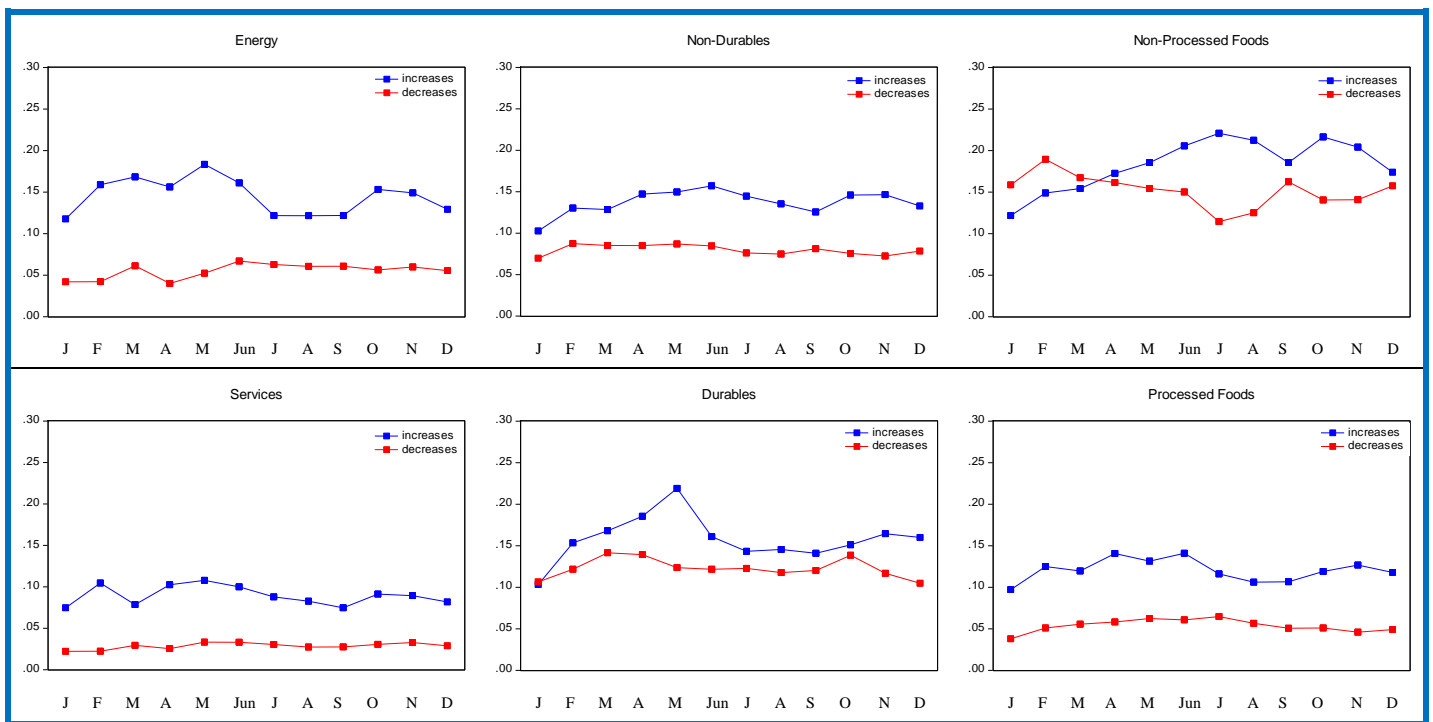 Energy
increases
decreases
.30
.25
.20
.15
.10
.05
.00
J F M A M Jun J A S O N D
Non-Durables
increases
decreases
.30
.25
.20
.15
.10
.05
.00
J F M A M Jun J A S O N D
Non-Processed Foods
increases
decreases
.30
.25
.20
.15
.10
.05
.00
J F M A M Jun J A S O N D
Services
increases
decreases
.30
.25
.20
.15
.10
.05
.00
J F M A M Jun J A S O N D
Durables
increases
decreases
.30
.25
.20
.15
.10
.05
.00
J F M A M Jun J A S O N D
Processed Foods
increases
decreases
.30
.25
.20
.15
.10
.05
.00
J F M A M Jun J A S O N D